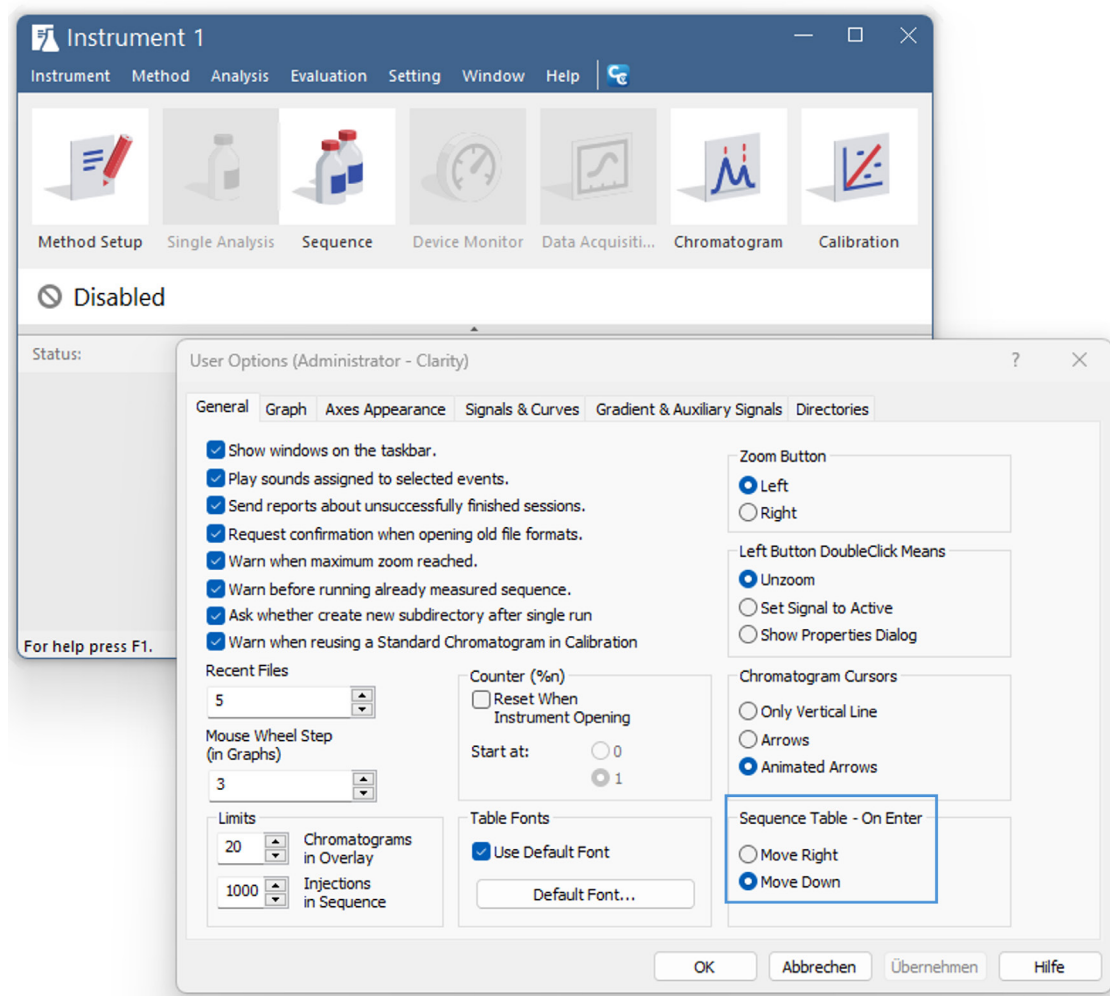 Instrument 1
Instrument Method Analysis Evaluation Setting Window Help
Method Setup Single Analysis Sequence Device Monitor Data Acquisiti... Chromatogram Calibration
Disabled
Status:
For help press F1.
User Options (Administrator - Clarity)
General Graph Axes Appearance Signals & Curves Gradient & Auxiliary Signals Directories
Show windows on the taskbar.
Play sounds assigned to selected events.
Send reports about unsuccessfully finished sessions.
Request confirmation when opening old file formats.
Warn when maximum zoom reached.
Warn before running already measured sequence.
Ask whether create new subdirectory after single run
Warn when reusing a Standard Chromatogram in Calibration
Recent Files
5
Mouse Wheel Step
(in Graphs)
3
Limits
20 Chromatograms
in Overlay
1000 Injections
in Sequence
Counter (%n)
Reset When
Instrument Opening
Start at: 0
1
Table Fonts
Use Default Font
Default Font...
Zoom Button
Left
Right
Left Button DoubleClick Means
Unzoom
Set Signal to Active
Show Properties Dialog
Chromatogram Cursors
Only Vertical Line
Arrows
Animated Arrows
Sequence Table - On Enter
Move Right
Move Down
OK Abbrechen Übernehmen Hilfe